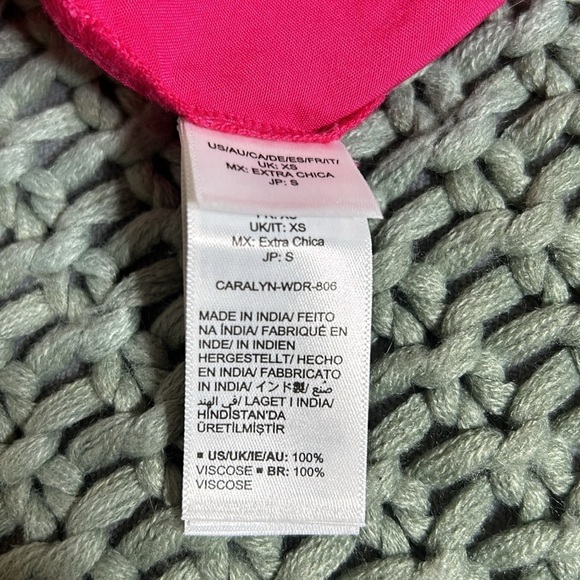 US/AU/CA/DE/ES/FR/IT/
UK: XS
MX: EXTRA CHICA
JP: S
UK/IT: XS
MX: Extra Chica
JP: S
CARALYN-WDR-806
MADE IN INDIA/ FEITO
NA ÍNDIA/ FABRIQUÉ EN
INDE/ IN INDIEN
HERGESTELLT/ HECHO
EN INDIA/ FABBRICATO
IN INDIA/ インド製/ صنع
في الهند/ LAGET I INDIA/
HİNDİSTAN'DA
ÜRETİLMİŞTİR
▪ US/UK/IE/AU: 100%
VISCOSE ▪ BR: 100%
VISCOSE